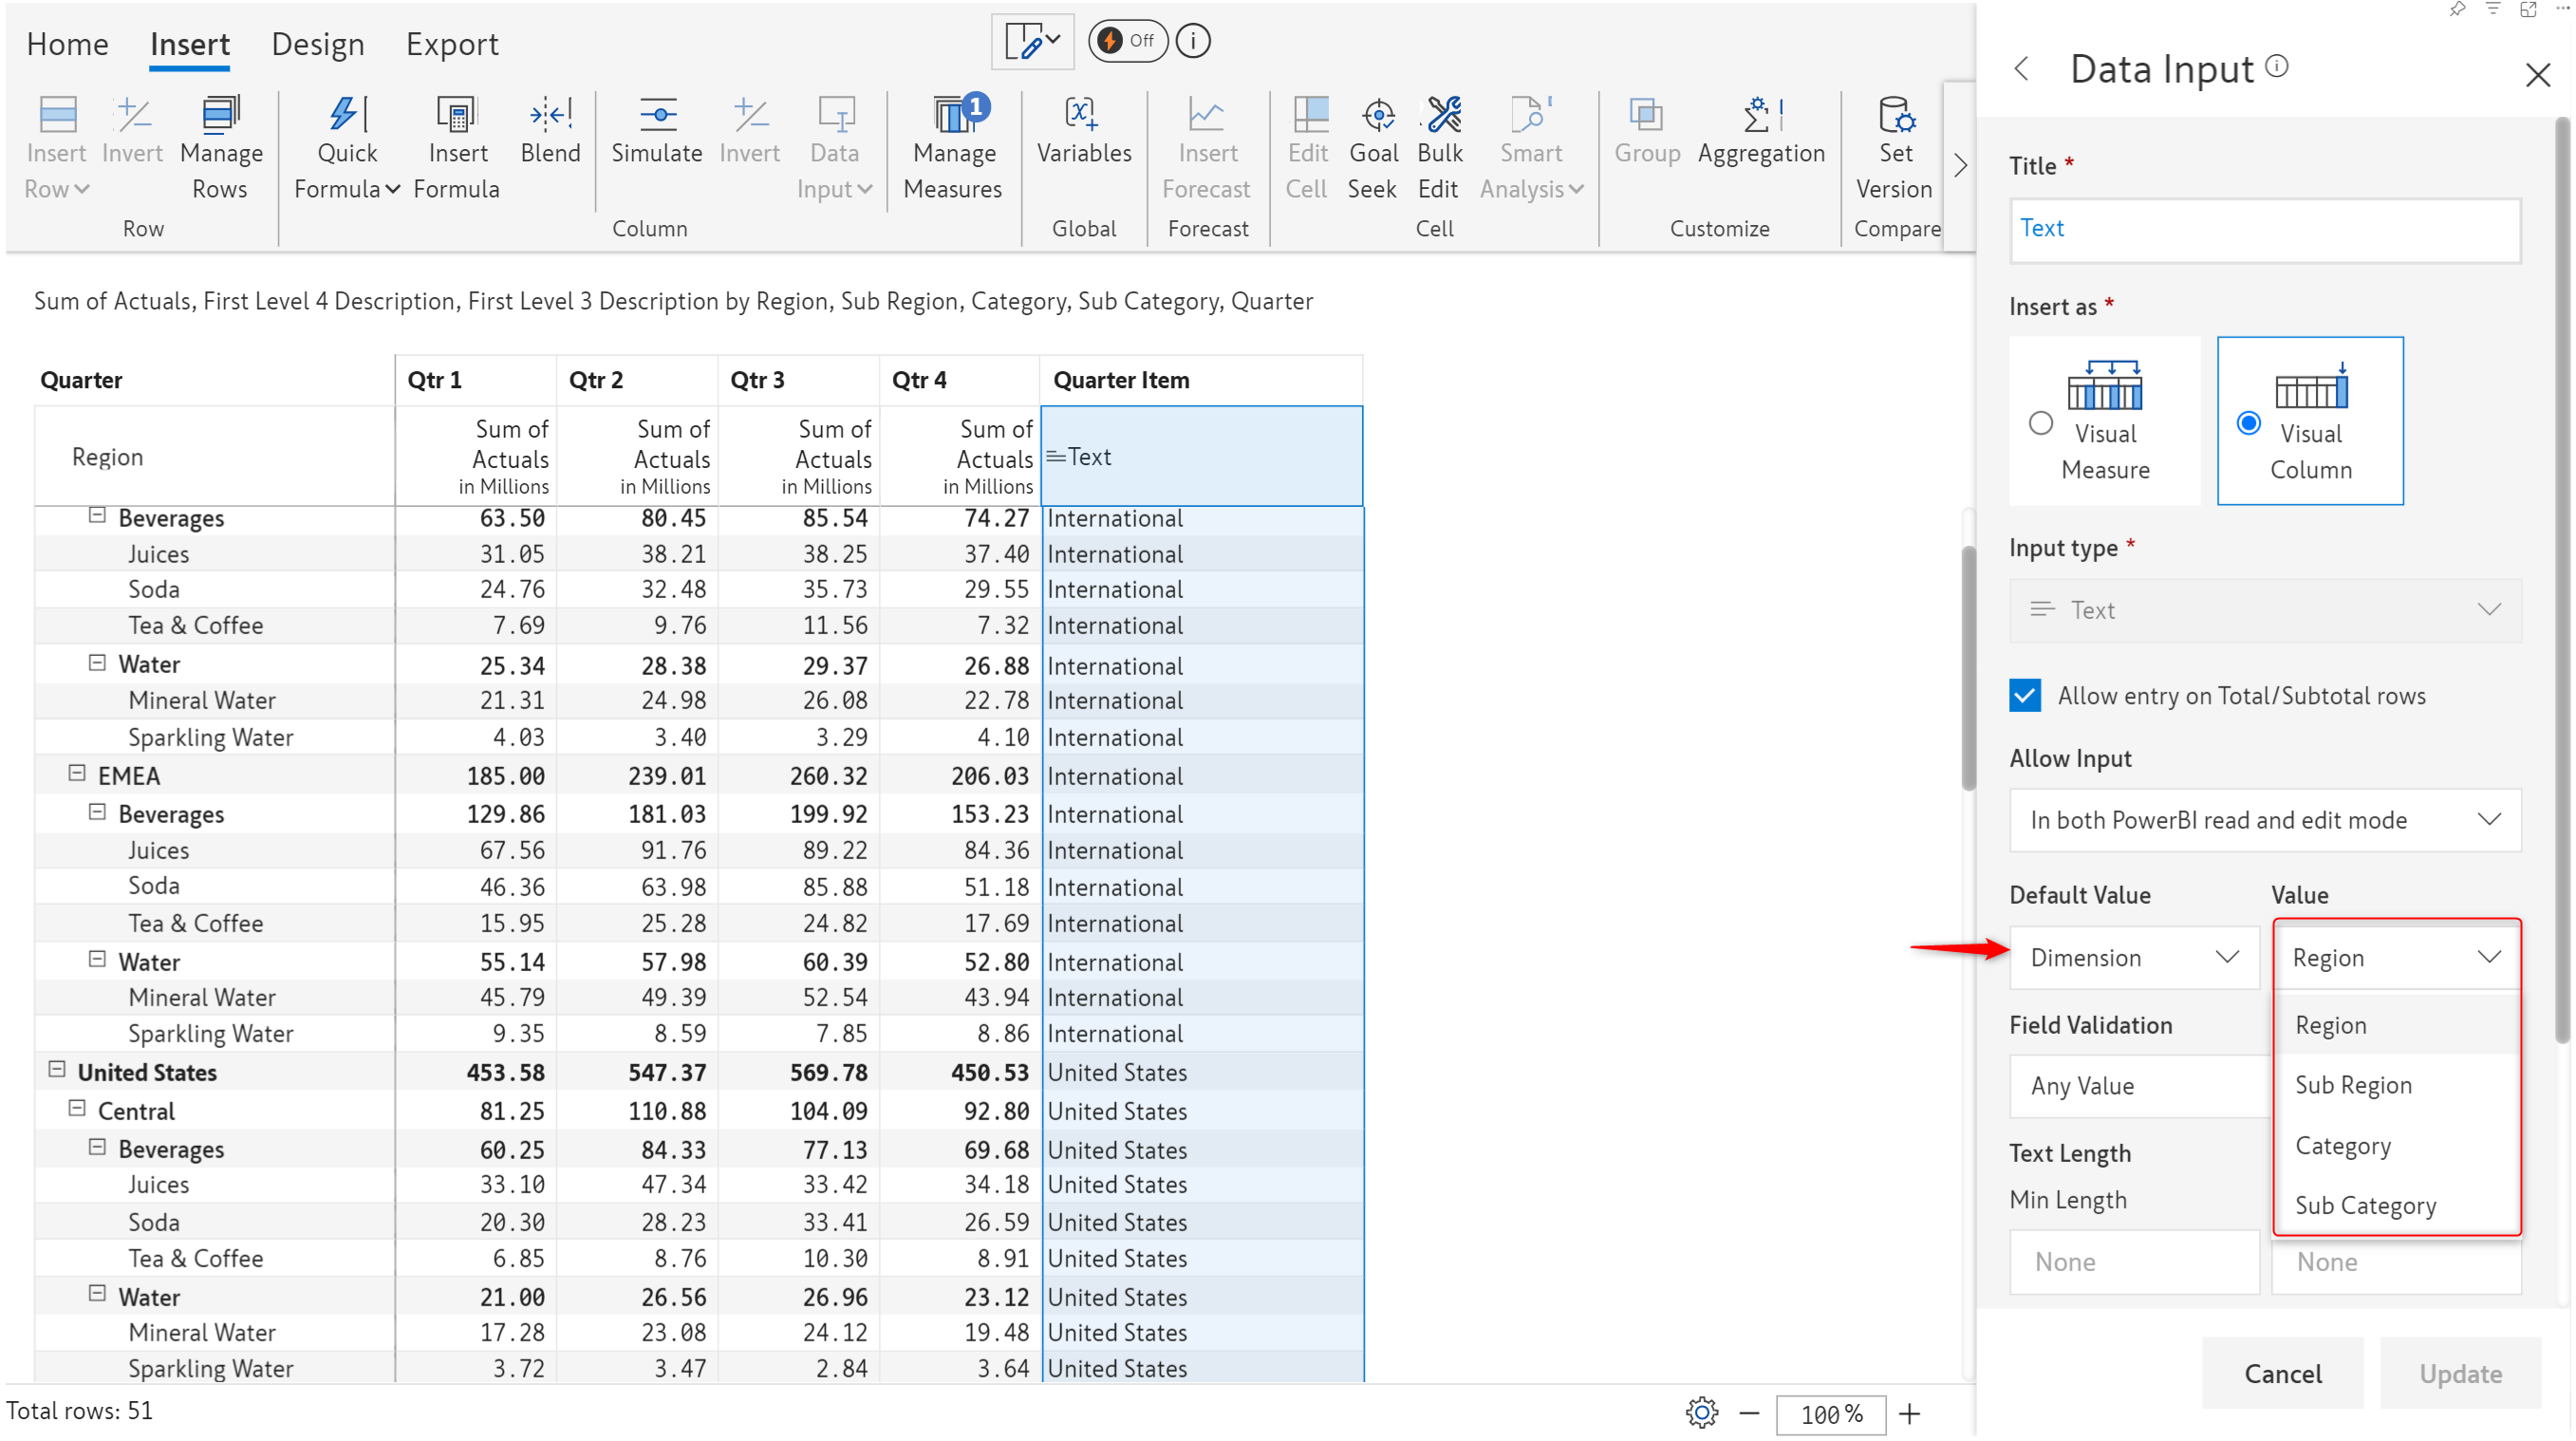 Home Insert Design Export Off
Insert Row Invert Manage Rows Quick Formula Insert Formula Blend Simulate Invert Data Input Manage Measures 1 Variables Insert Forecast Edit Cell Goal Seek Bulk Edit Smart Analysis Group Aggregation Set Version
Row Column Global Forecast Cell Customize Compare
Sum of Actuals, First Level 4 Description, First Level 3 Description by Region, Sub Region, Category, Sub Category, Quarter
Quarter Qtr 1 Qtr 2 Qtr 3 Qtr 4 Quarter Item
Region Sum of Actuals in Millions Sum of Actuals in Millions Sum of Actuals in Millions Sum of Actuals in Millions Text
Beverages 63.50 80.45 85.54 74.27 International
Juices 31.05 38.21 38.25 37.40 International
Soda 24.76 32.48 35.73 29.55 International
Tea & Coffee 7.69 9.76 11.56 7.32 International
Water 25.34 28.38 29.37 26.88 International
Mineral Water 21.31 24.98 26.08 22.78 International
Sparkling Water 4.03 3.40 3.29 4.10 International
EMEA 185.00 239.01 260.32 206.03 International
Beverages 129.86 181.03 199.92 153.23 International
Juices 67.56 91.76 89.22 84.36 International
Soda 46.36 63.98 85.88 51.18 International
Tea & Coffee 15.95 25.28 24.82 17.69 International
Water 55.14 57.98 60.39 52.80 International
Mineral Water 45.79 49.39 52.54 43.94 International
Sparkling Water 9.35 8.59 7.85 8.86 International
United States 453.58 547.37 569.78 450.53 United States
Central 81.25 110.88 104.09 92.80 United States
Beverages 60.25 84.33 77.13 69.68 United States
Juices 33.10 47.34 33.42 34.18 United States
Soda 20.30 28.23 33.41 26.59 United States
Tea & Coffee 6.85 8.76 10.30 8.91 United States
Water 21.00 26.56 26.96 23.12 United States
Mineral Water 17.28 23.08 24.12 19.48 United States
Sparkling Water 3.72 3.47 2.84 3.64 United States
Total rows: 51
100 %
Data Input
Title *
Text
Insert as *
Visual Measure
Visual Column
Input type *
Text
Allow entry on Total/Subtotal rows
Allow Input
In both PowerBI read and edit mode
Default Value Value
Dimension Region
Region
Sub Region
Category
Sub Category
Field Validation
Any Value
Text Length
Min Length
None None
Cancel Update